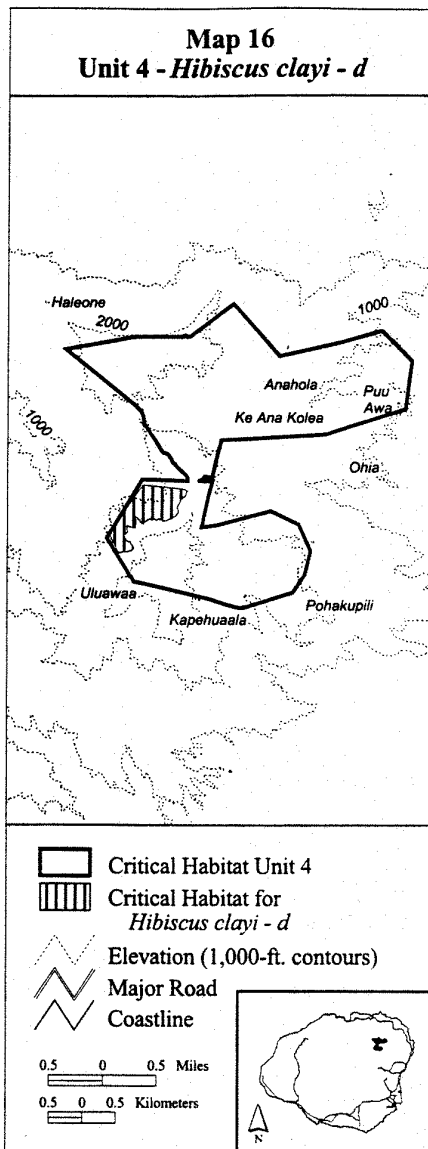 Map 16
Unit 4 - Hibiscus clayi - d
Haleone
2000
1000
Anahola
Puu
Awa
Ke Ana Kolea
1000
Ohia
Uluawaa
Kapehuaala
Pohakupili
Critical Habitat Unit 4
Critical Habitat for
Hibiscus clayi - d
Elevation (1,000-ft. contours)
Major Road
Coastline
0.5 0 0.5 Miles
0.5 0 0.5 Kilometers
N